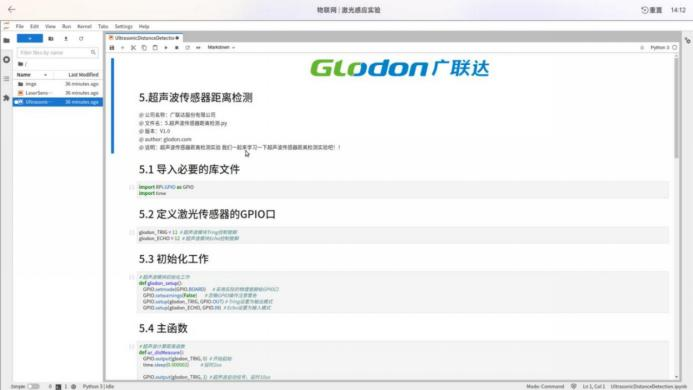 物联网 | 激光感应实验
重置 14:12
File Edit View Run Kernel Tabs Settings Help
Filter files by name
/
Name Last Modified
imge 36 minutes ago
LaserSens··· 36 minutes ago
Ultrasonic··· 36 minutes ago
UltrasonicDistanceDetectio
Markdown
Python 3
GLodon广联达
5.超声波传感器距离检测
@ 公司名称：广联达股份有限公司
@ 文件名：5.超声波传感器距离检测.py
@ 版本：V1.0
@ author: glodon.com
@ 说明：超声波传感器距离检测实验 我们一起来学习一下超声波传感器距离检测实验吧！！
5.1 导入必要的库文件
import RPi.GPIO as GPIO
import time
5.2 定义激光传感器的GPIO口
glodon_TRIG = 11 # 超声波模块Tring控制管脚
glodon_ECHO = 12 # 超声波模块Echo控制管脚
5.3 初始化工作
# 超声波模块初始化工作
def glodon_setup():
GPIO.setmode(GPIO.BOARD) # 采用实际的物理管脚给GPIO口
GPIO.setwarnings(False) # 忽略GPIO操作注意警告
GPIO.setup(glodon_TRIG, GPIO.OUT) # Tring设置为输出模式
GPIO.setup(glodon_ECHO, GPIO.IN) # Echo设置为输入模式
5.4 主函数
# 超声波计算距离函数
def ur_disMeasure():
GPIO.output(glodon_TRIG, 0) # 开始起始
time.sleep(0.000002) # 延时2us
GPIO.output(glodon_TRIG, 1) # 超声波启动信号，延时10us
Simple 0 1 Python 3 | Idle
Mode: Command Ln 1, Col 1 UltrasonicDistanceDetection.ipynb